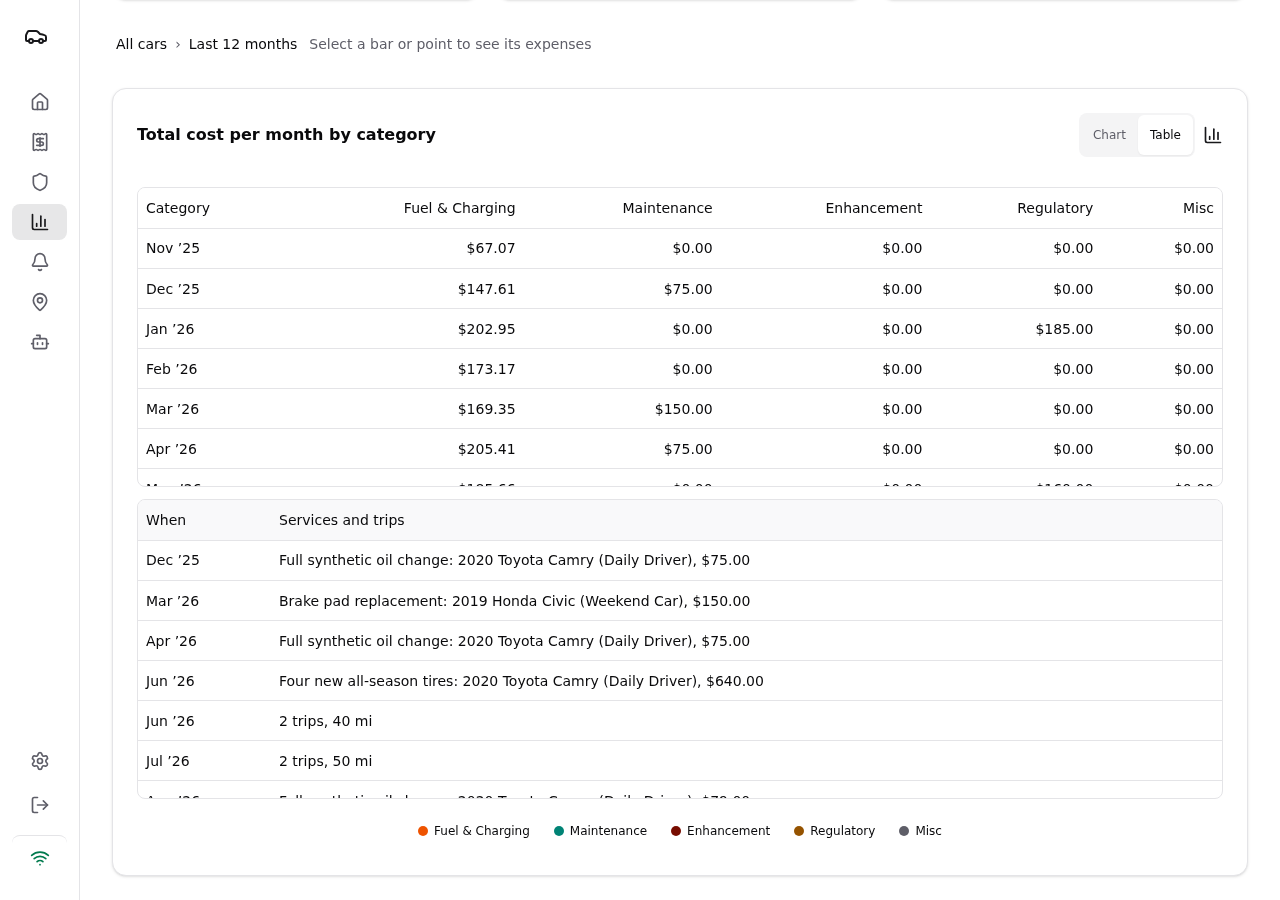 All cars › Last 12 months Select a bar or point to see its expenses
Total cost per month by category
Chart Table
Category Fuel & Charging Maintenance Enhancement Regulatory Misc
Nov ’25 $67.07 $0.00 $0.00 $0.00 $0.00
Dec ’25 $147.61 $75.00 $0.00 $0.00 $0.00
Jan ’26 $202.95 $0.00 $0.00 $185.00 $0.00
Feb ’26 $173.17 $0.00 $0.00 $0.00 $0.00
Mar ’26 $169.35 $150.00 $0.00 $0.00 $0.00
Apr ’26 $205.41 $75.00 $0.00 $0.00 $0.00
When Services and trips
Dec ’25 Full synthetic oil change: 2020 Toyota Camry (Daily Driver), $75.00
Mar ’26 Brake pad replacement: 2019 Honda Civic (Weekend Car), $150.00
Apr ’26 Full synthetic oil change: 2020 Toyota Camry (Daily Driver), $75.00
Jun ’26 Four new all-season tires: 2020 Toyota Camry (Daily Driver), $640.00
Jun ’26 2 trips, 40 mi
Jul ’26 2 trips, 50 mi
Fuel & Charging Maintenance Enhancement Regulatory Misc